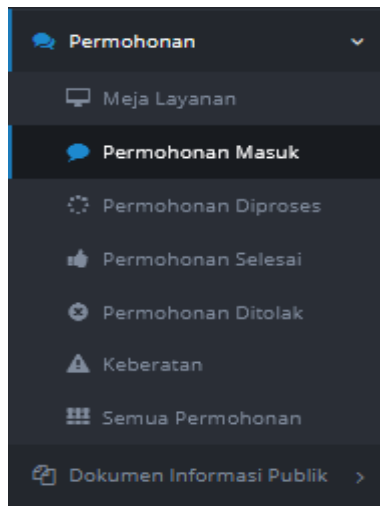 Permohonan
Meja Layanan
Permohonan Masuk
Permohonan Diproses
Permohonan Selesai
Permohonan Ditolak
Keberatan
Semua Permohonan
Dokumen Informasi Publik